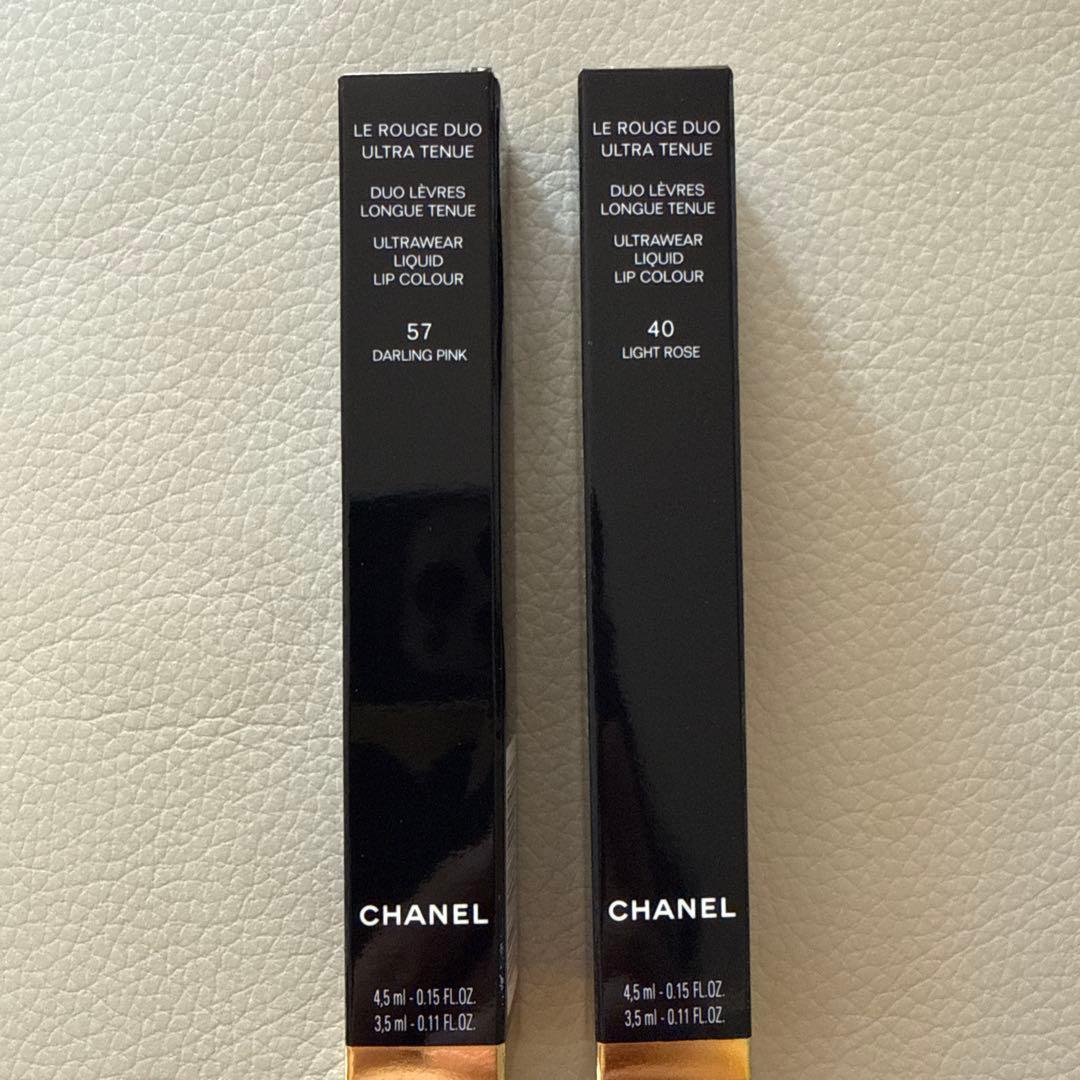 LE ROUGE DUO
ULTRA TENUE
DUO LÈVRES
LONGUE TENUE
ULTRAWEAR
LIQUID
LIP COLOUR
57
DARLING PINK
CHANEL
4,5 ml - 0.15 FL.OZ.
3,5 ml - 0.11 FL.OZ.
LE ROUGE DUO
ULTRA TENUE
DUO LÈVRES
LONGUE TENUE
ULTRAWEAR
LIQUID
LIP COLOUR
40
LIGHT ROSE
CHANEL
4,5 ml - 0.15 FL.OZ.
3,5 ml - 0.11 FL.OZ.